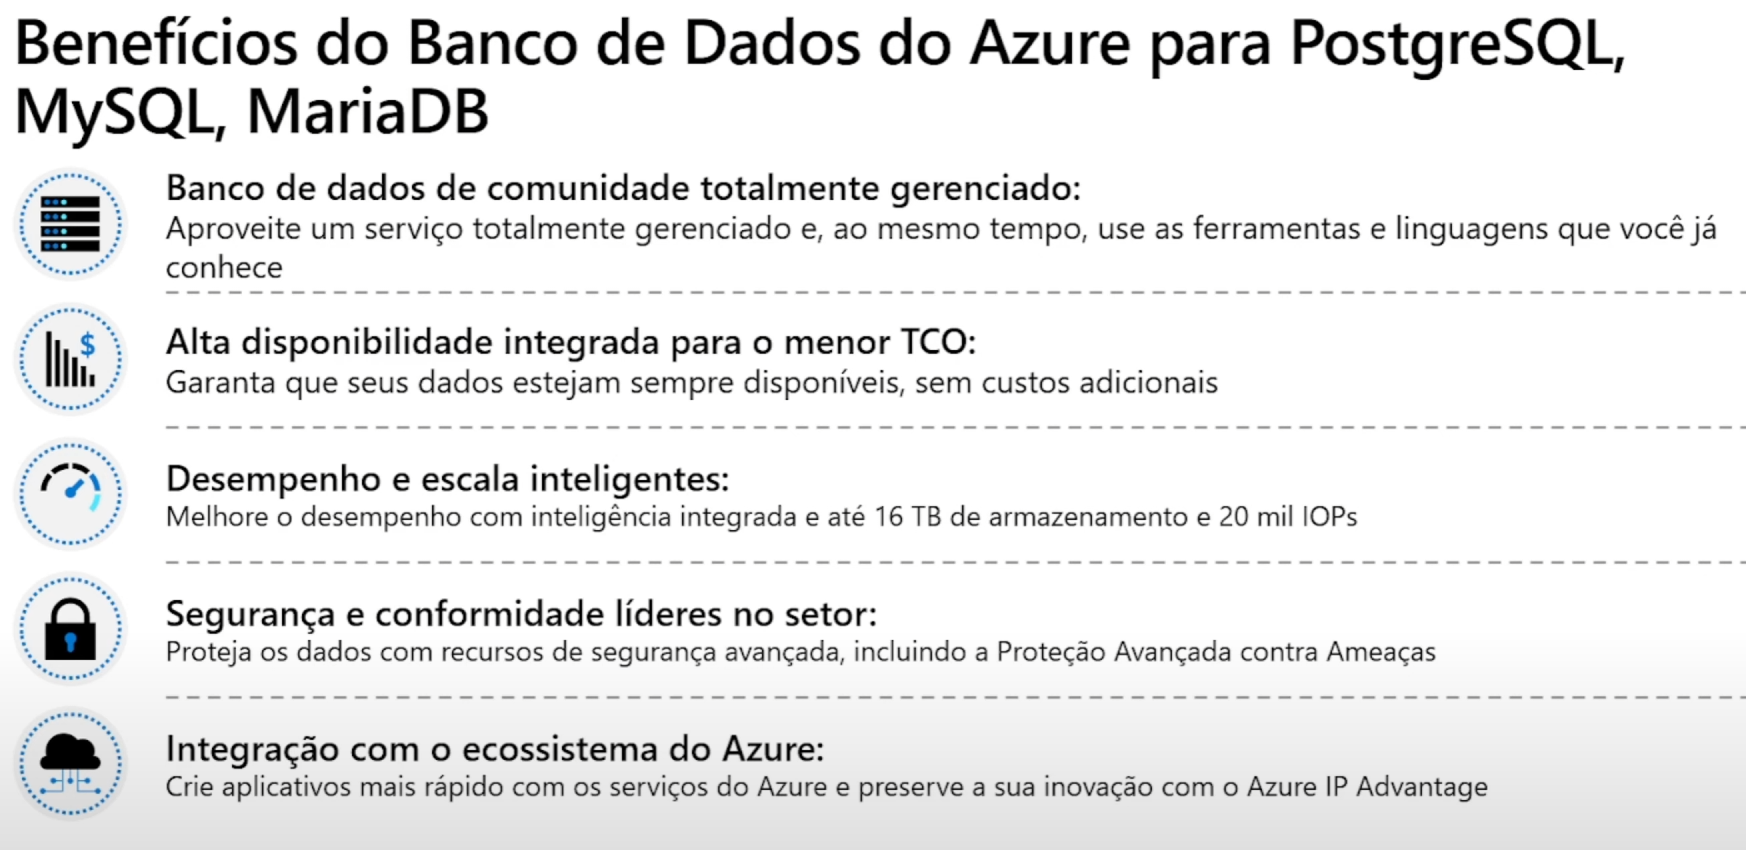 Benefícios do Banco de Dados do Azure para PostgreSQL,
MySQL, MariaDB
Banco de dados de comunidade totalmente gerenciado:
Aproveite um serviço totalmente gerenciado e, ao mesmo tempo, use as ferramentas e linguagens que você já
conhece
$
Alta disponibilidade integrada para o menor TCO:
Garanta que seus dados estejam sempre disponíveis, sem custos adicionais
Desempenho e escala inteligentes:
Melhore o desempenho com inteligência integrada e até 16 TB de armazenamento e 20 mil IOPs
Segurança e conformidade líderes no setor:
Proteja os dados com recursos de segurança avançada, incluindo a Proteção Avançada contra Ameaças
Integração com o ecossistema do Azure:
Crie aplicativos mais rápido com os serviços do Azure e preserve a sua inovação com o Azure IP Advantage